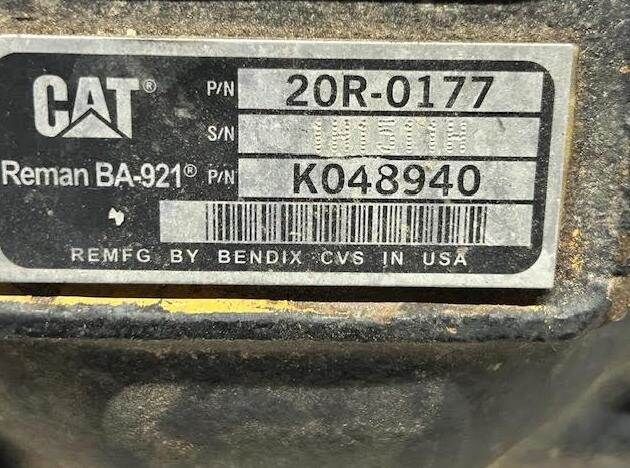 CAT®
P/N 20R-0177
S/N
Reman BA-921® P/N K048940
REMFG BY BENDIX CVS IN USA